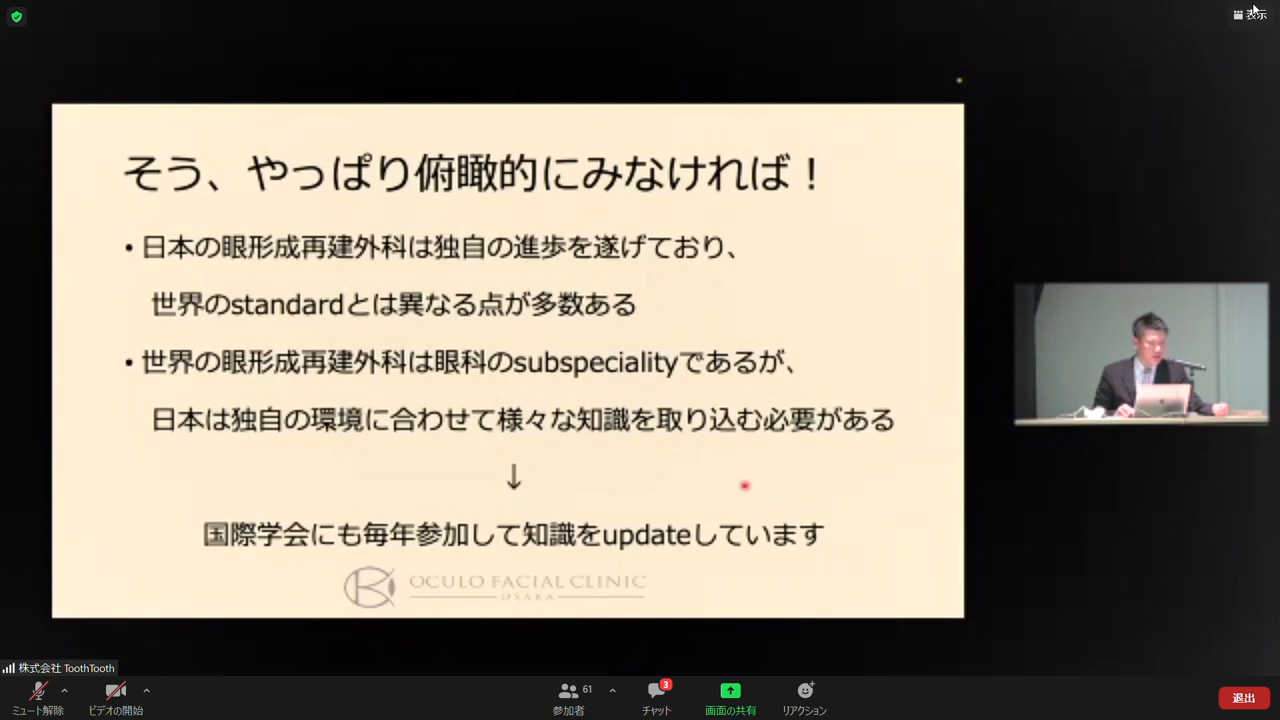 表示
そう、やっぱり俯瞰的にみなければ！
・日本の眼形成再建外科は独自の進歩を遂げており、
世界のstandardとは異なる点が多数ある
・世界の眼形成再建外科は眼科のsubspecialityであるが、
日本は独自の環境に合わせて様々な知識を取り込む必要がある
↓
国際学会にも毎年参加して知識をupdateしています
OCULO FACIAL CLINIC
OSAKA
株式会社 ToothTooth
ミュート解除
ビデオの開始
61
参加者
3
チャット
画面の共有
リアクション
退出